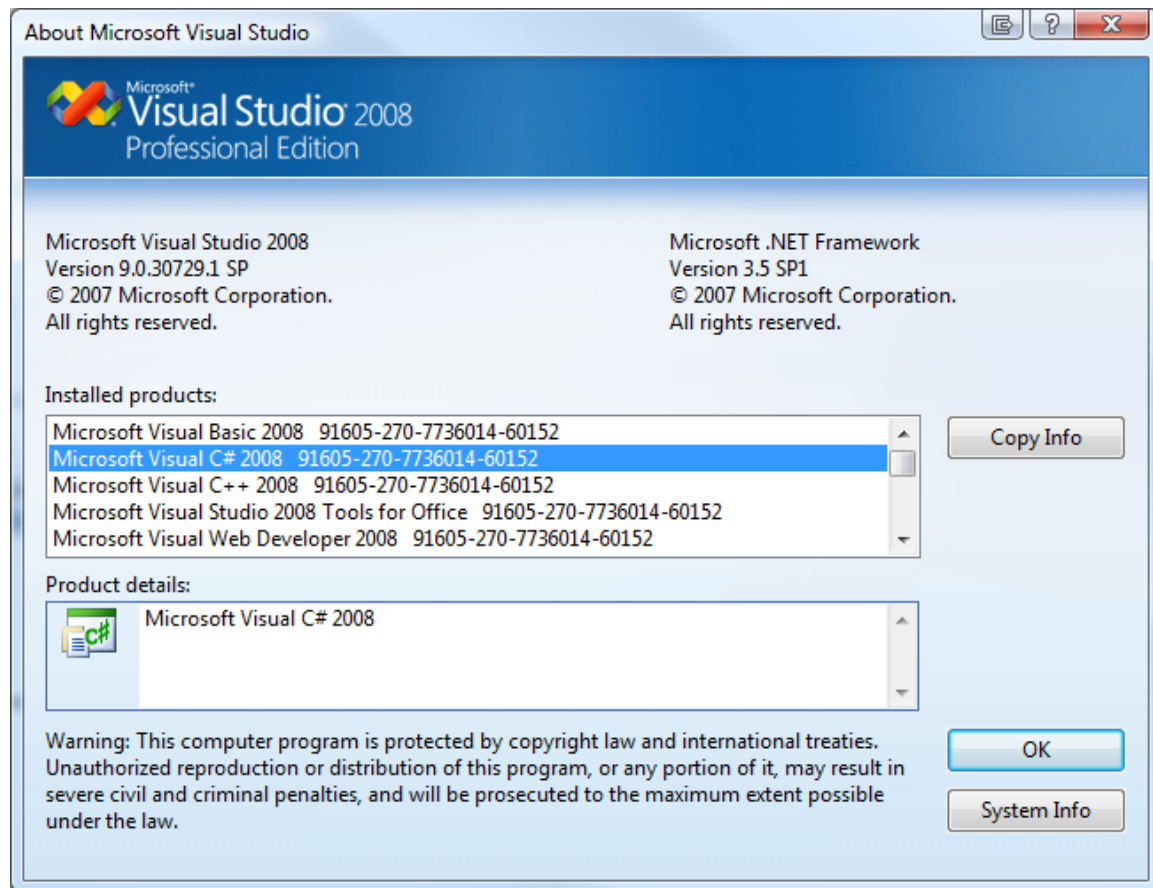 About Microsoft Visual Studio
Microsoft®
Visual Studio® 2008
Professional Edition
Microsoft Visual Studio 2008
Version 9.0.30729.1 SP
© 2007 Microsoft Corporation.
All rights reserved.
Microsoft .NET Framework
Version 3.5 SP1
© 2007 Microsoft Corporation.
All rights reserved.
Installed products:
Microsoft Visual Basic 2008 91605-270-7736014-60152
Microsoft Visual C# 2008 91605-270-7736014-60152
Microsoft Visual C++ 2008 91605-270-7736014-60152
Microsoft Visual Studio 2008 Tools for Office 91605-270-7736014-60152
Microsoft Visual Web Developer 2008 91605-270-7736014-60152
Copy Info
Product details:
C#
Microsoft Visual C# 2008
Warning: This computer program is protected by copyright law and international treaties.
Unauthorized reproduction or distribution of this program, or any portion of it, may result in
severe civil and criminal penalties, and will be prosecuted to the maximum extent possible
under the law.
OK
System Info